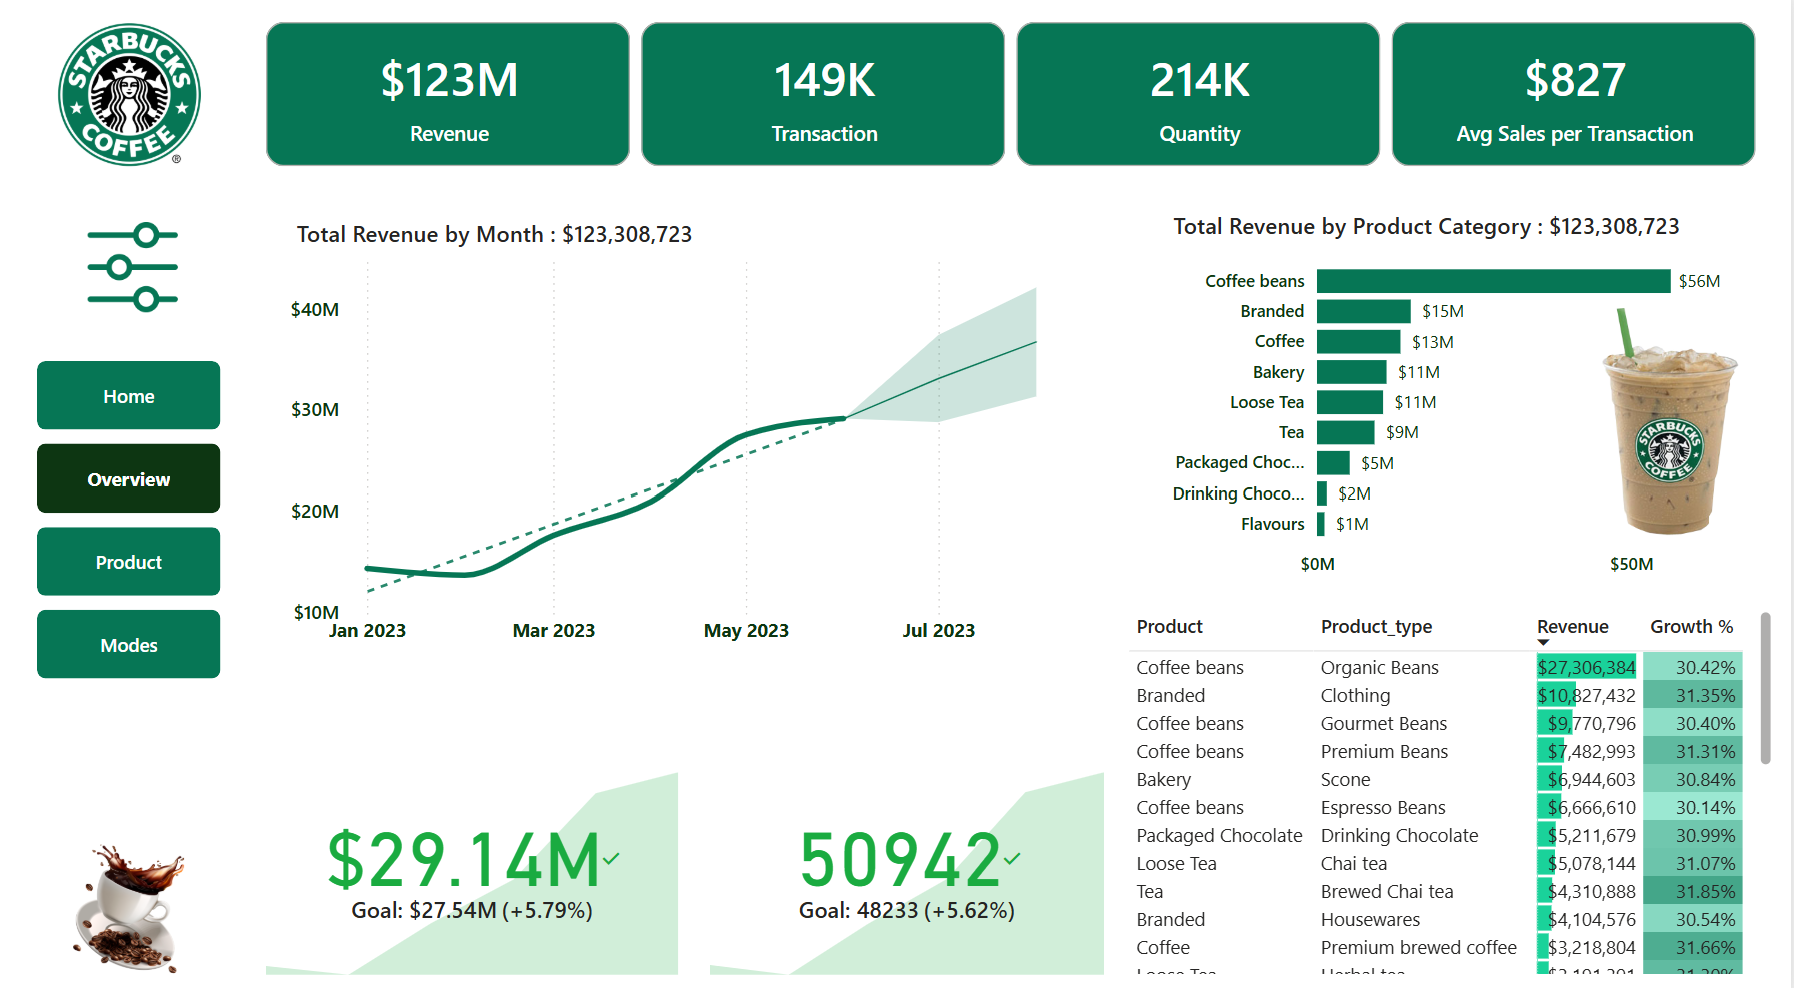 STARBUCKS
COFFEE
®
$123M
Revenue
149K
Transaction
214K
Quantity
$827
Avg Sales per Transaction
Home
Overview
Product
Modes
Total Revenue by Month : $123,308,723
$40M
$30M
$20M
$10M
Jan 2023 Mar 2023 May 2023 Jul 2023
Total Revenue by Product Category : $123,308,723
Coffee beans $56M
Branded $15M
Coffee $13M
Bakery $11M
Loose Tea $11M
Tea $9M
Packaged Choc... $5M
Drinking Choco... $2M
Flavours $1M
$0M $50M
STARBUCKS
COFFEE
$29.14M
Goal: $27.54M (+5.79%)
50942
Goal: 48233 (+5.62%)
Product Product_type Revenue Growth %
Coffee beans Organic Beans $27,306,384 30.42%
Branded Clothing $10,827,432 31.35%
Coffee beans Gourmet Beans $9,770,796 30.40%
Coffee beans Premium Beans $7,482,993 31.31%
Bakery Scone $6,944,603 30.84%
Coffee beans Espresso Beans $6,666,610 30.14%
Packaged Chocolate Drinking Chocolate $5,211,679 30.99%
Loose Tea Chai tea $5,078,144 31.07%
Tea Brewed Chai tea $4,310,888 31.85%
Branded Housewares $4,104,576 30.54%
Coffee Premium brewed coffee $3,218,804 31.66%
Loose Tea Herbal tea